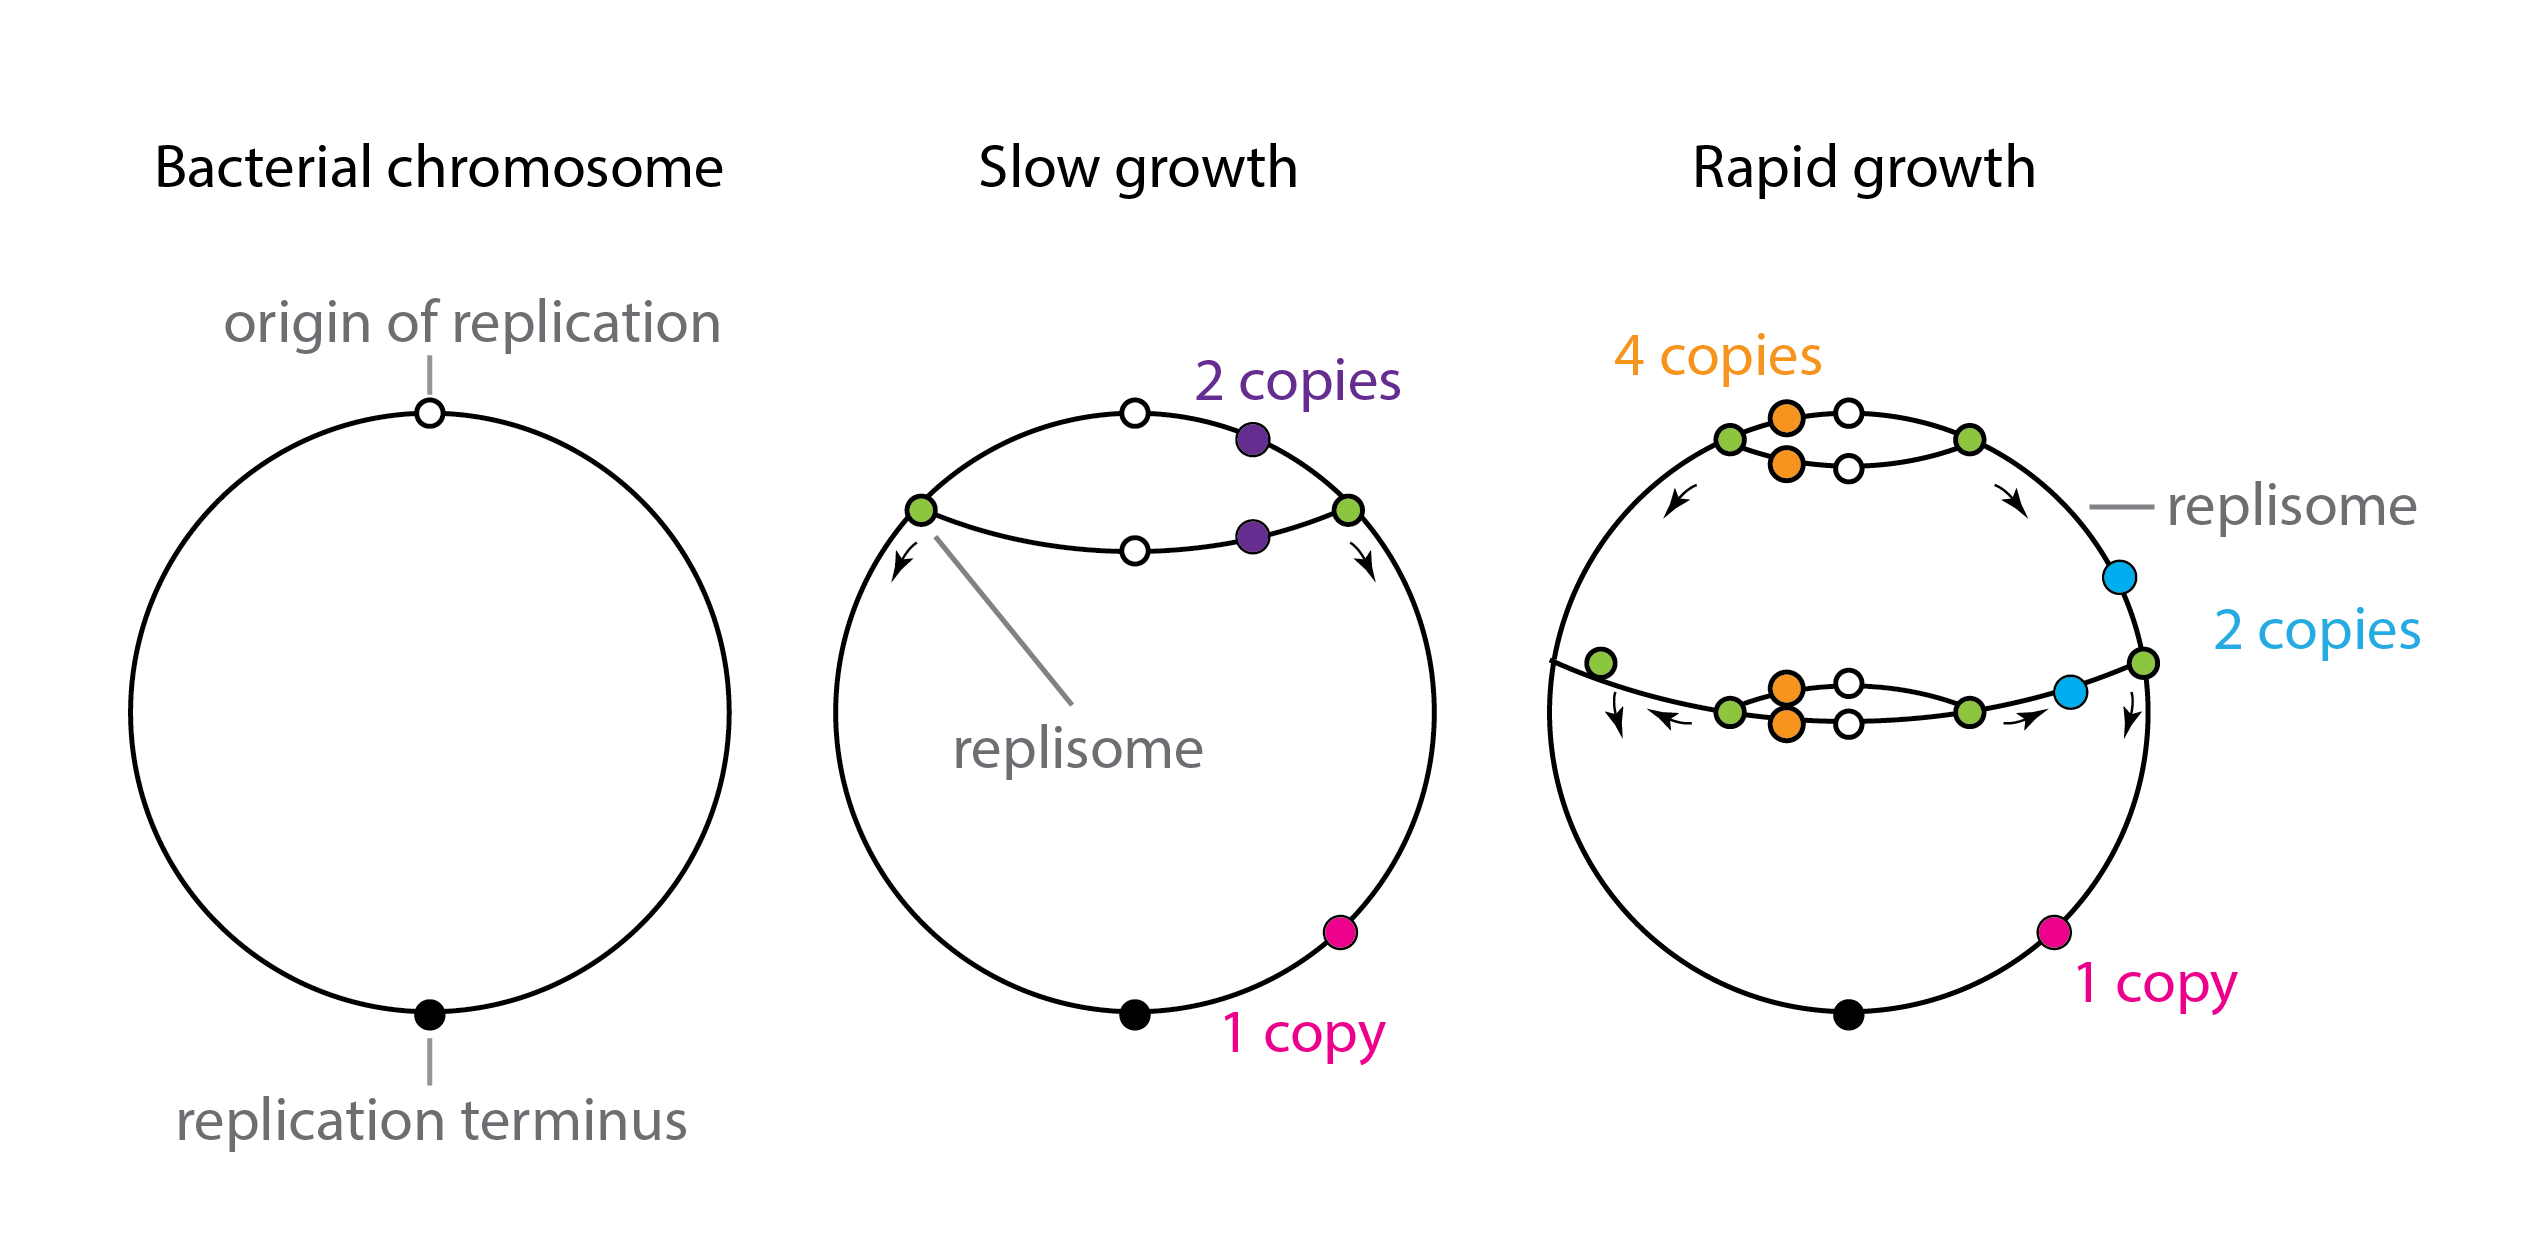 Bacterial chromosome
origin of replication
replication terminus
Slow growth
2 copies
replisome
1 copy
Rapid growth
4 copies
replisome
2 copies
1 copy